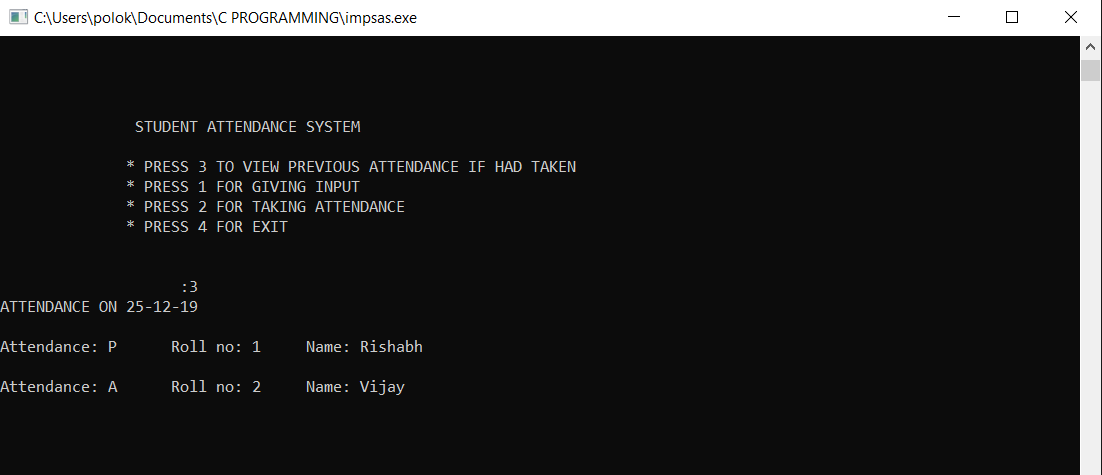 C:\Users\polok\Documents\C PROGRAMMING\impsas.exe
STUDENT ATTENDANCE SYSTEM
* PRESS 3 TO VIEW PREVIOUS ATTENDANCE IF HAD TAKEN
* PRESS 1 FOR GIVING INPUT
* PRESS 2 FOR TAKING ATTENDANCE
* PRESS 4 FOR EXIT
:3
ATTENDANCE ON 25-12-19
Attendance: P      Roll no: 1     Name: Rishabh
Attendance: A      Roll no: 2     Name: Vijay